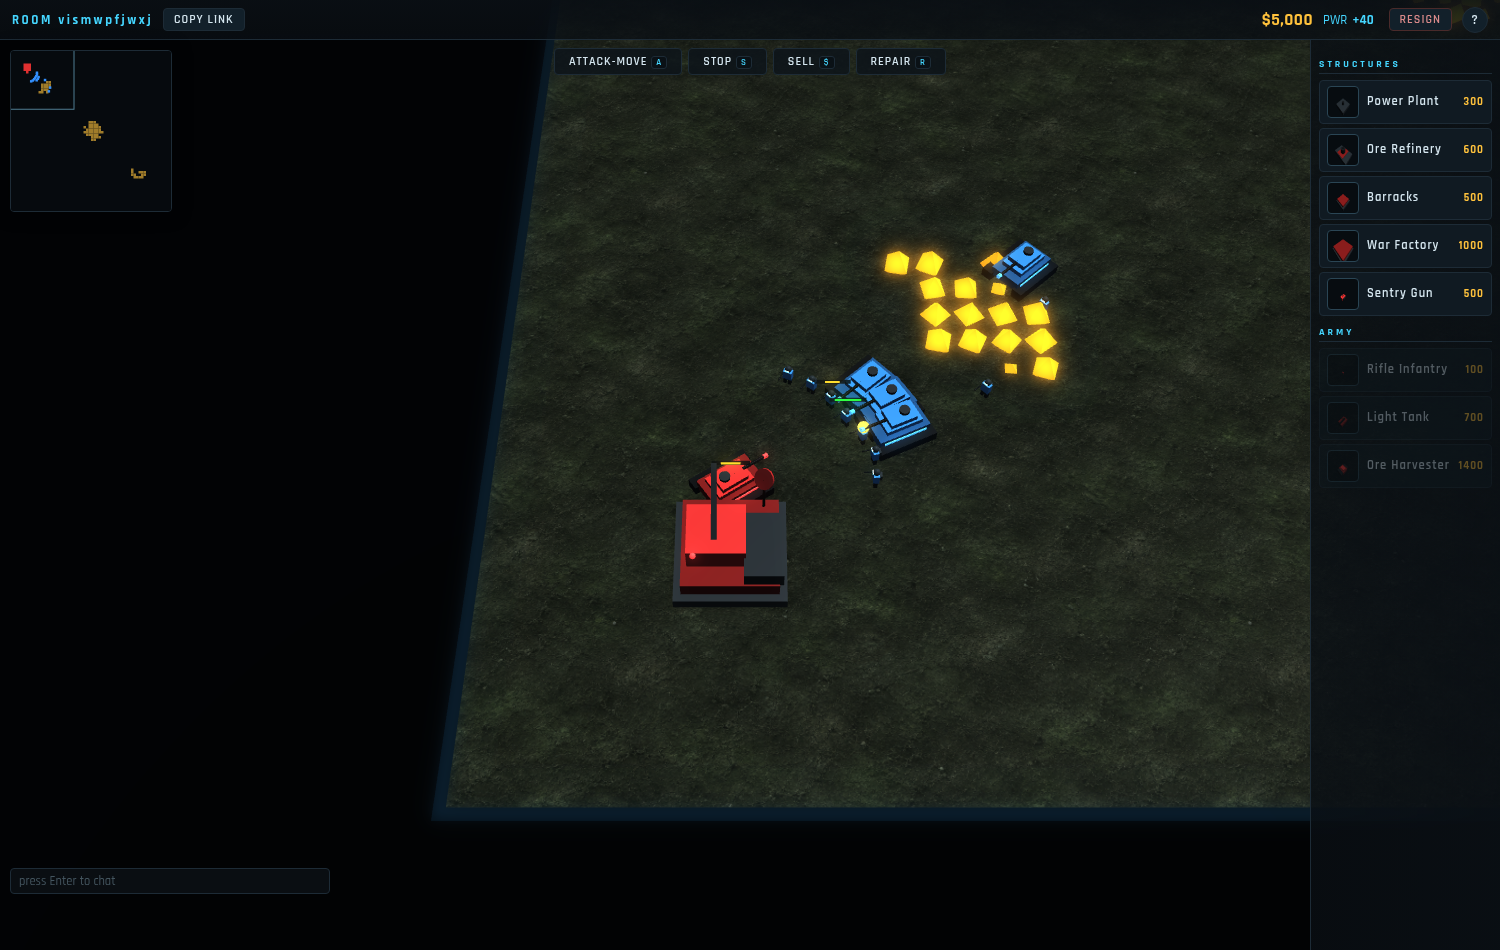 ROOM vismwpfjwxj COPY LINK $5,000 PWR +40 RESIGN ?
ATTACK-MOVE A STOP S SELL $ REPAIR R
STRUCTURES
Power Plant 300
Ore Refinery 600
Barracks 500
War Factory 1000
Sentry Gun 500
ARMY
Rifle Infantry 100
Light Tank 700
Ore Harvester 1400
press Enter to chat